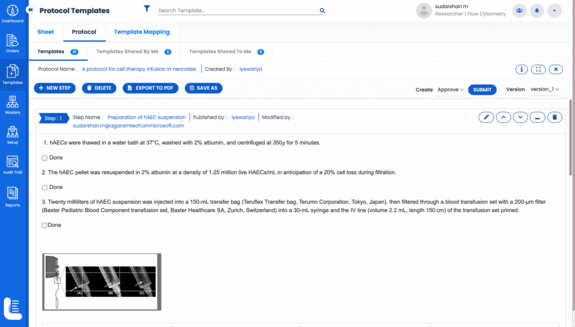 Protocol Templates
Search Template...
sudarshan m
Researcher | Flow Cytometry
Dashboard
Orders
Templates
Masters
Setup
Audit Trail
Reports
Sheet Protocol Template Mapping
Templates Templates Shared By Me Templates Shared To Me
Protocol Name : A protocol for cell therapy infusion in neonates Created By : lyswariya
+ NEW STEP DELETE EXPORT TO PDF SAVE AS
Create Approve SUBMIT Version version_1
Step : 1 Step Name : Preparation of hAEC suspension Published by : lyswariya Modified by :
sudarshan.m@agaramtech.onmicrosoft.com
1. hAECs were thawed in a water bath at 37°C, washed with 2% albumin, and centrifuged at 350g for 5 minutes.
Done
2. The hAEC pellet was resuspended in 2% albumin at a density of 1.25 million live HAECs/mL in anticipation of a 20% cell loss during filtration.
Done
3. Twenty milliliters of hAEC suspension was injected into a 150-mL transfer bag (Teruflex Transfer bag, Terumo Corporation, Tokyo, Japan), then filtered through a blood transfusion set with a 200-μm filter
(Baxter Pediatric Blood Component transfusion set, Baxter Healthcare SA, Zurich, Switzerland) into a 30-mL syringe and the IV line (volume 2.2 mL, length 150 cm) of the transfusion set primed.
Done
(A) (B) (C)